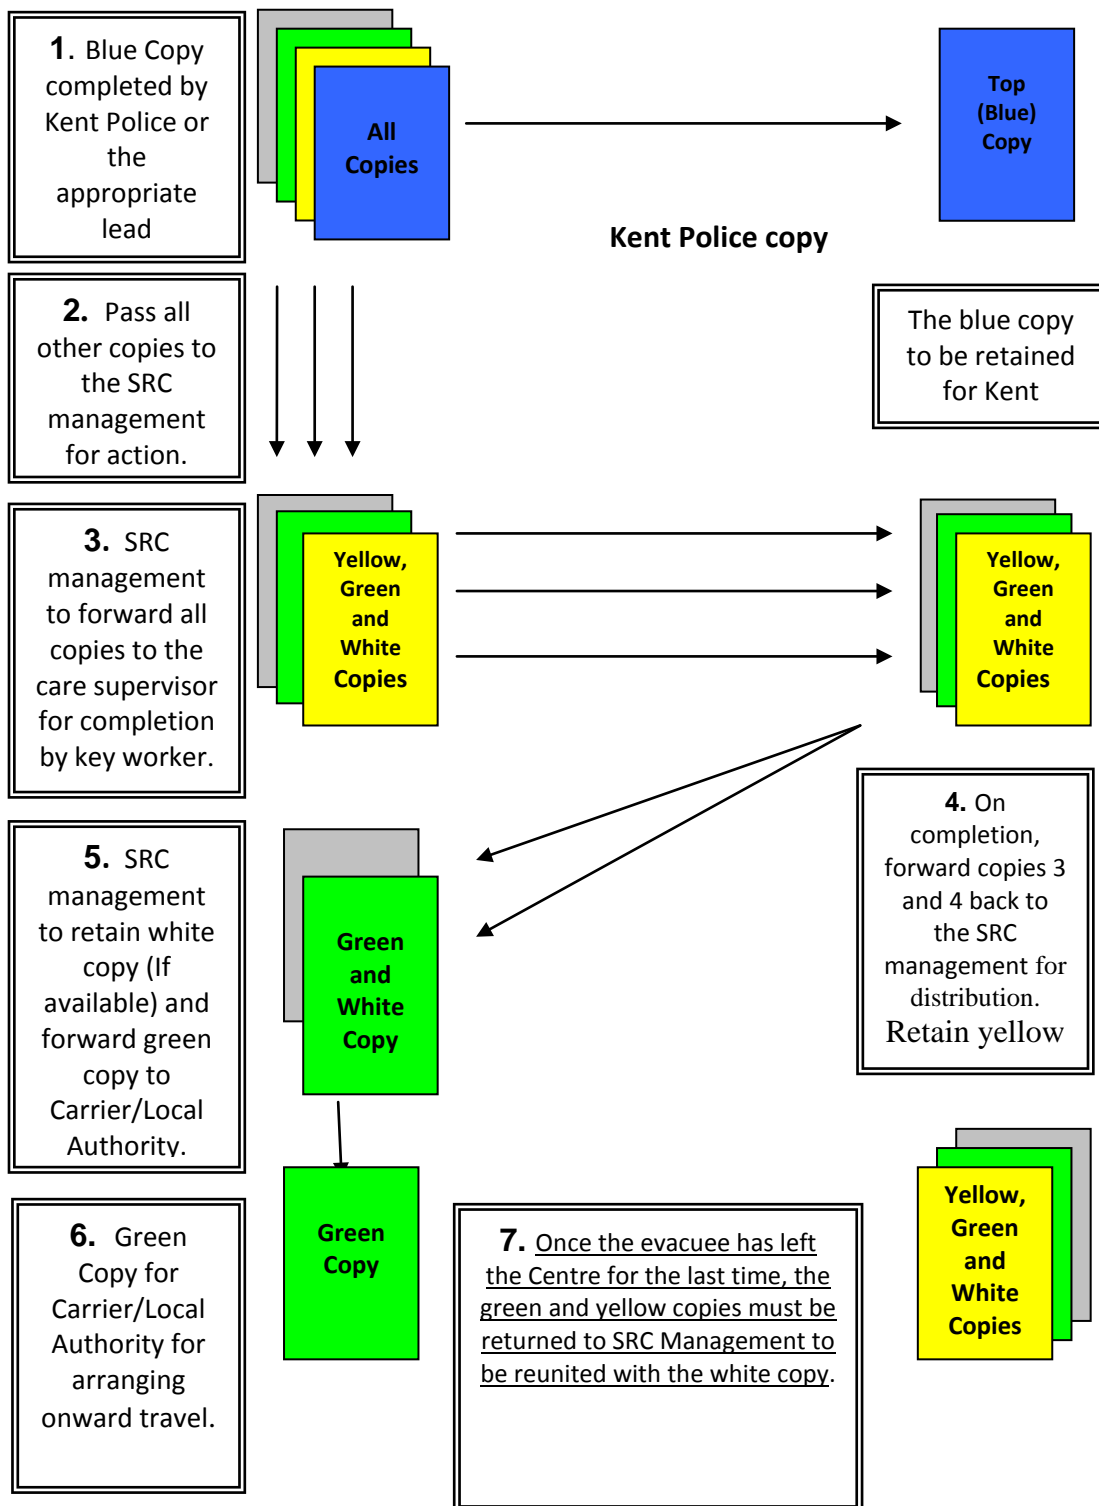 1. Blue Copy
completed by
Kent Police or
the
appropriate
lead
All
Copies
Top
(Blue)
Copy
Kent Police copy
2. Pass all
other copies to
the SRC
management
for action.
The blue copy
to be retained
for Kent
3. SRC
management
to forward all
copies to the
care supervisor
for completion
by key worker.
Yellow,
Green
and
White
Copies
Yellow,
Green
and
White
Copies
4. On
completion,
forward copies 3
and 4 back to
the SRC
management for
distribution.
Retain yellow
5. SRC
management
to retain white
copy (If
available) and
forward green
copy to
Carrier/Local
Authority.
Green
and
White
Copy
6. Green
Copy for
Carrier/Local
Authority for
arranging
onward travel.
Green
Copy
7. Once the evacuee has left
the Centre for the last time, the
green and yellow copies must be
returned to SRC Management to
be reunited with the white copy.
Yellow,
Green
and
White
Copies